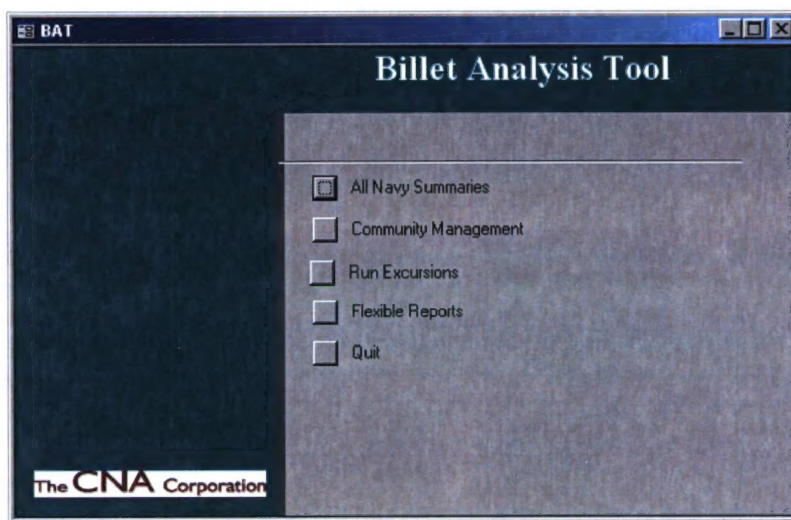 BAT
Billet Analysis Tool
All Navy Summaries
Community Management
Run Excursions
Flexible Reports
Quit
The CNA Corporation